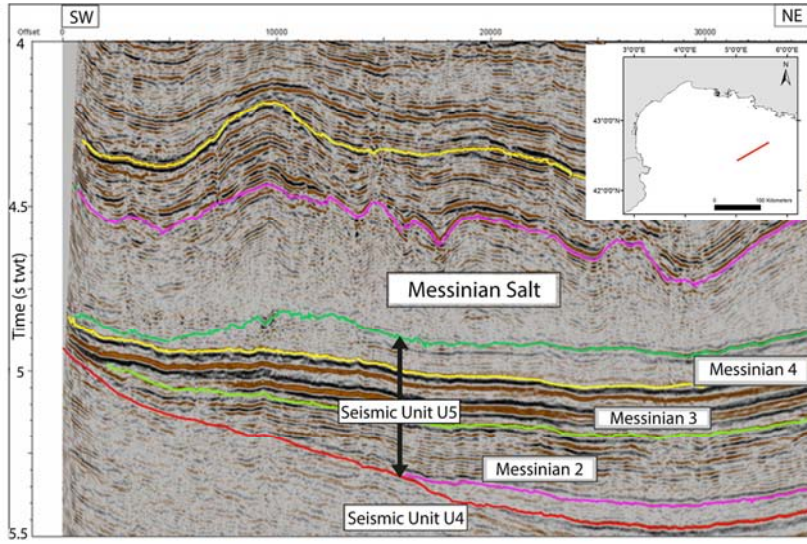 SW
NE
Offset 0 10000 20000 30000
4
4.5
5
5.5
Time (s twt)
3°0'0"E 4°0'0"E 5°0'0"E 6°0'0"E
N
43°0'0"N
42°0'0"N
0 100 Kilometers
Messinian Salt
Messinian 4
Seismic Unit U5
Messinian 3
Messinian 2
Seismic Unit U4